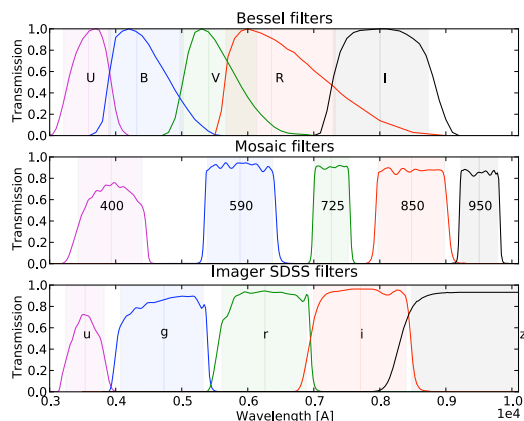 Bessel filters
Transmission
1.0
0.8
0.6
0.4
0.2
0.0
U B V R I
Mosaic filters
Transmission
1.0
0.8
0.6
0.4
0.2
0.0
400 590 725 850 950
Imager SDSS filters
Transmission
1.0
0.8
0.6
0.4
0.2
0.0
u g r i z
0.3 0.4 0.5 0.6 0.7 0.8 0.9 1.0
Wavelength [A]
1e4